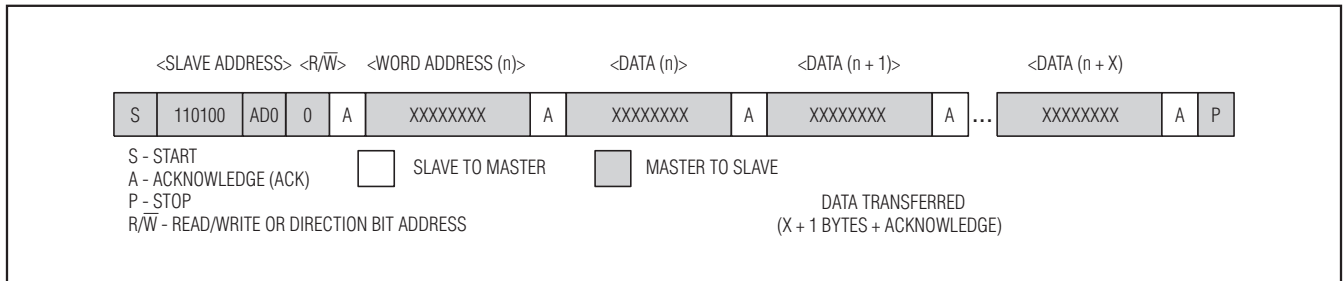 <SLAVE ADDRESS> <R/W̅> <WORD ADDRESS (n)> <DATA (n)> <DATA (n + 1)> <DATA (n + X)
S 110100 AD0 0 A XXXXXXXX A XXXXXXXX A XXXXXXXX A ... XXXXXXXX A P
S - START
A - ACKNOWLEDGE (ACK)
P - STOP
R/W̅ - READ/WRITE OR DIRECTION BIT ADDRESS
SLAVE TO MASTER
MASTER TO SLAVE
DATA TRANSFERRED
(X + 1 BYTES + ACKNOWLEDGE)